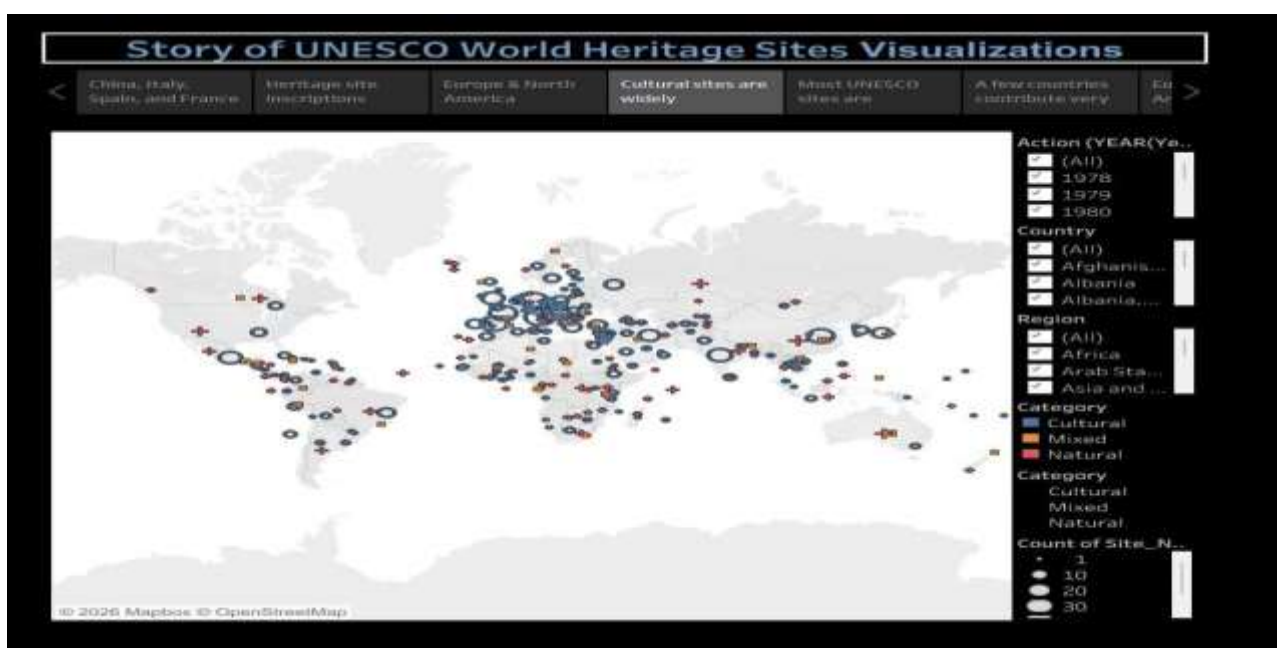 Story of UNESCO World Heritage Sites Visualizations
<
China, Italy,
Spain, and France
Heritage site
Inscriptions
Europe & North
America
Cultural sites are
widely
Most UNESCO
sites are
A few countries
contribute very
Eu
Ar
>
Action (YEAR(Ye..
(All)
1978
1979
1980
Country
(All)
Afghanis...
Albania
Albania,...
Region
(All)
Africa
Arab Sta...
Asia and ...
Category
Cultural
Mixed
Natural
Category
Cultural
Mixed
Natural
Count of Site_N..
1
10
20
30
© 2026 Mapbox © OpenStreetMap